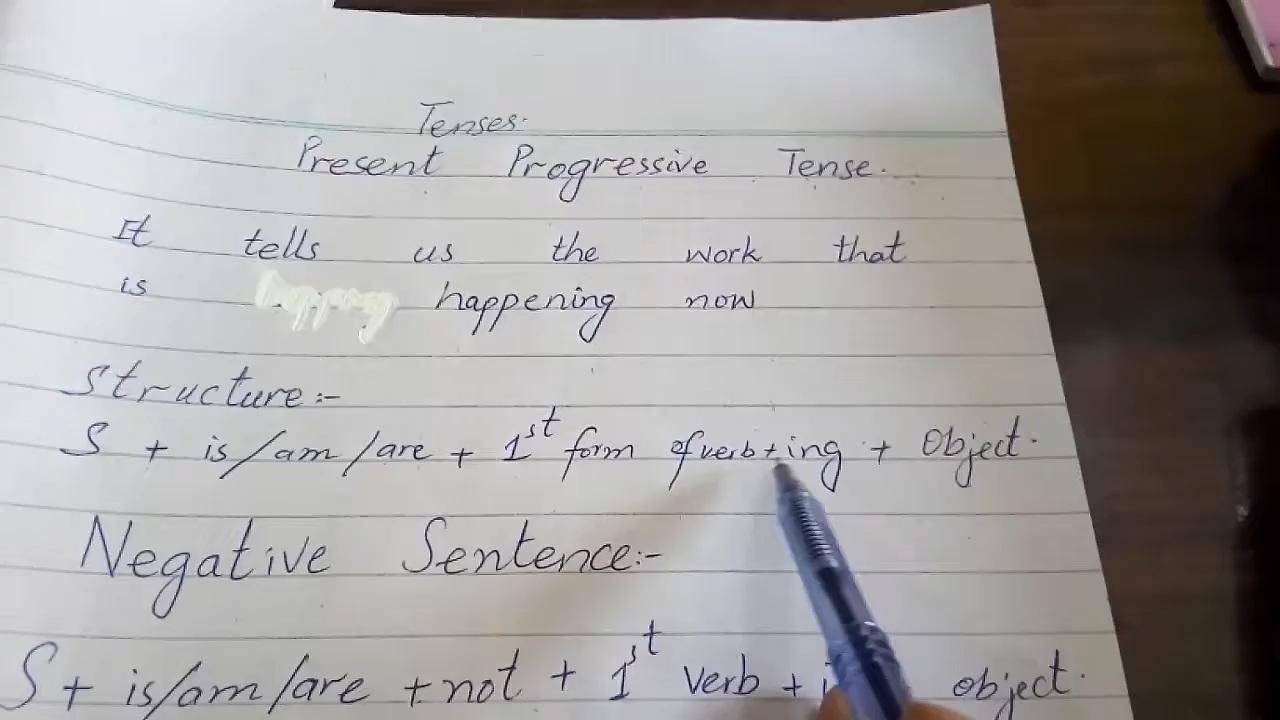 Tenses.
Present Progressive Tense.
It tells us the work that
is happening now
Structure:-
S + is/am/are + 1st form of verb+ing + Object.
Negative Sentence:-
S+ is/am/are +not + 1st verb + object.